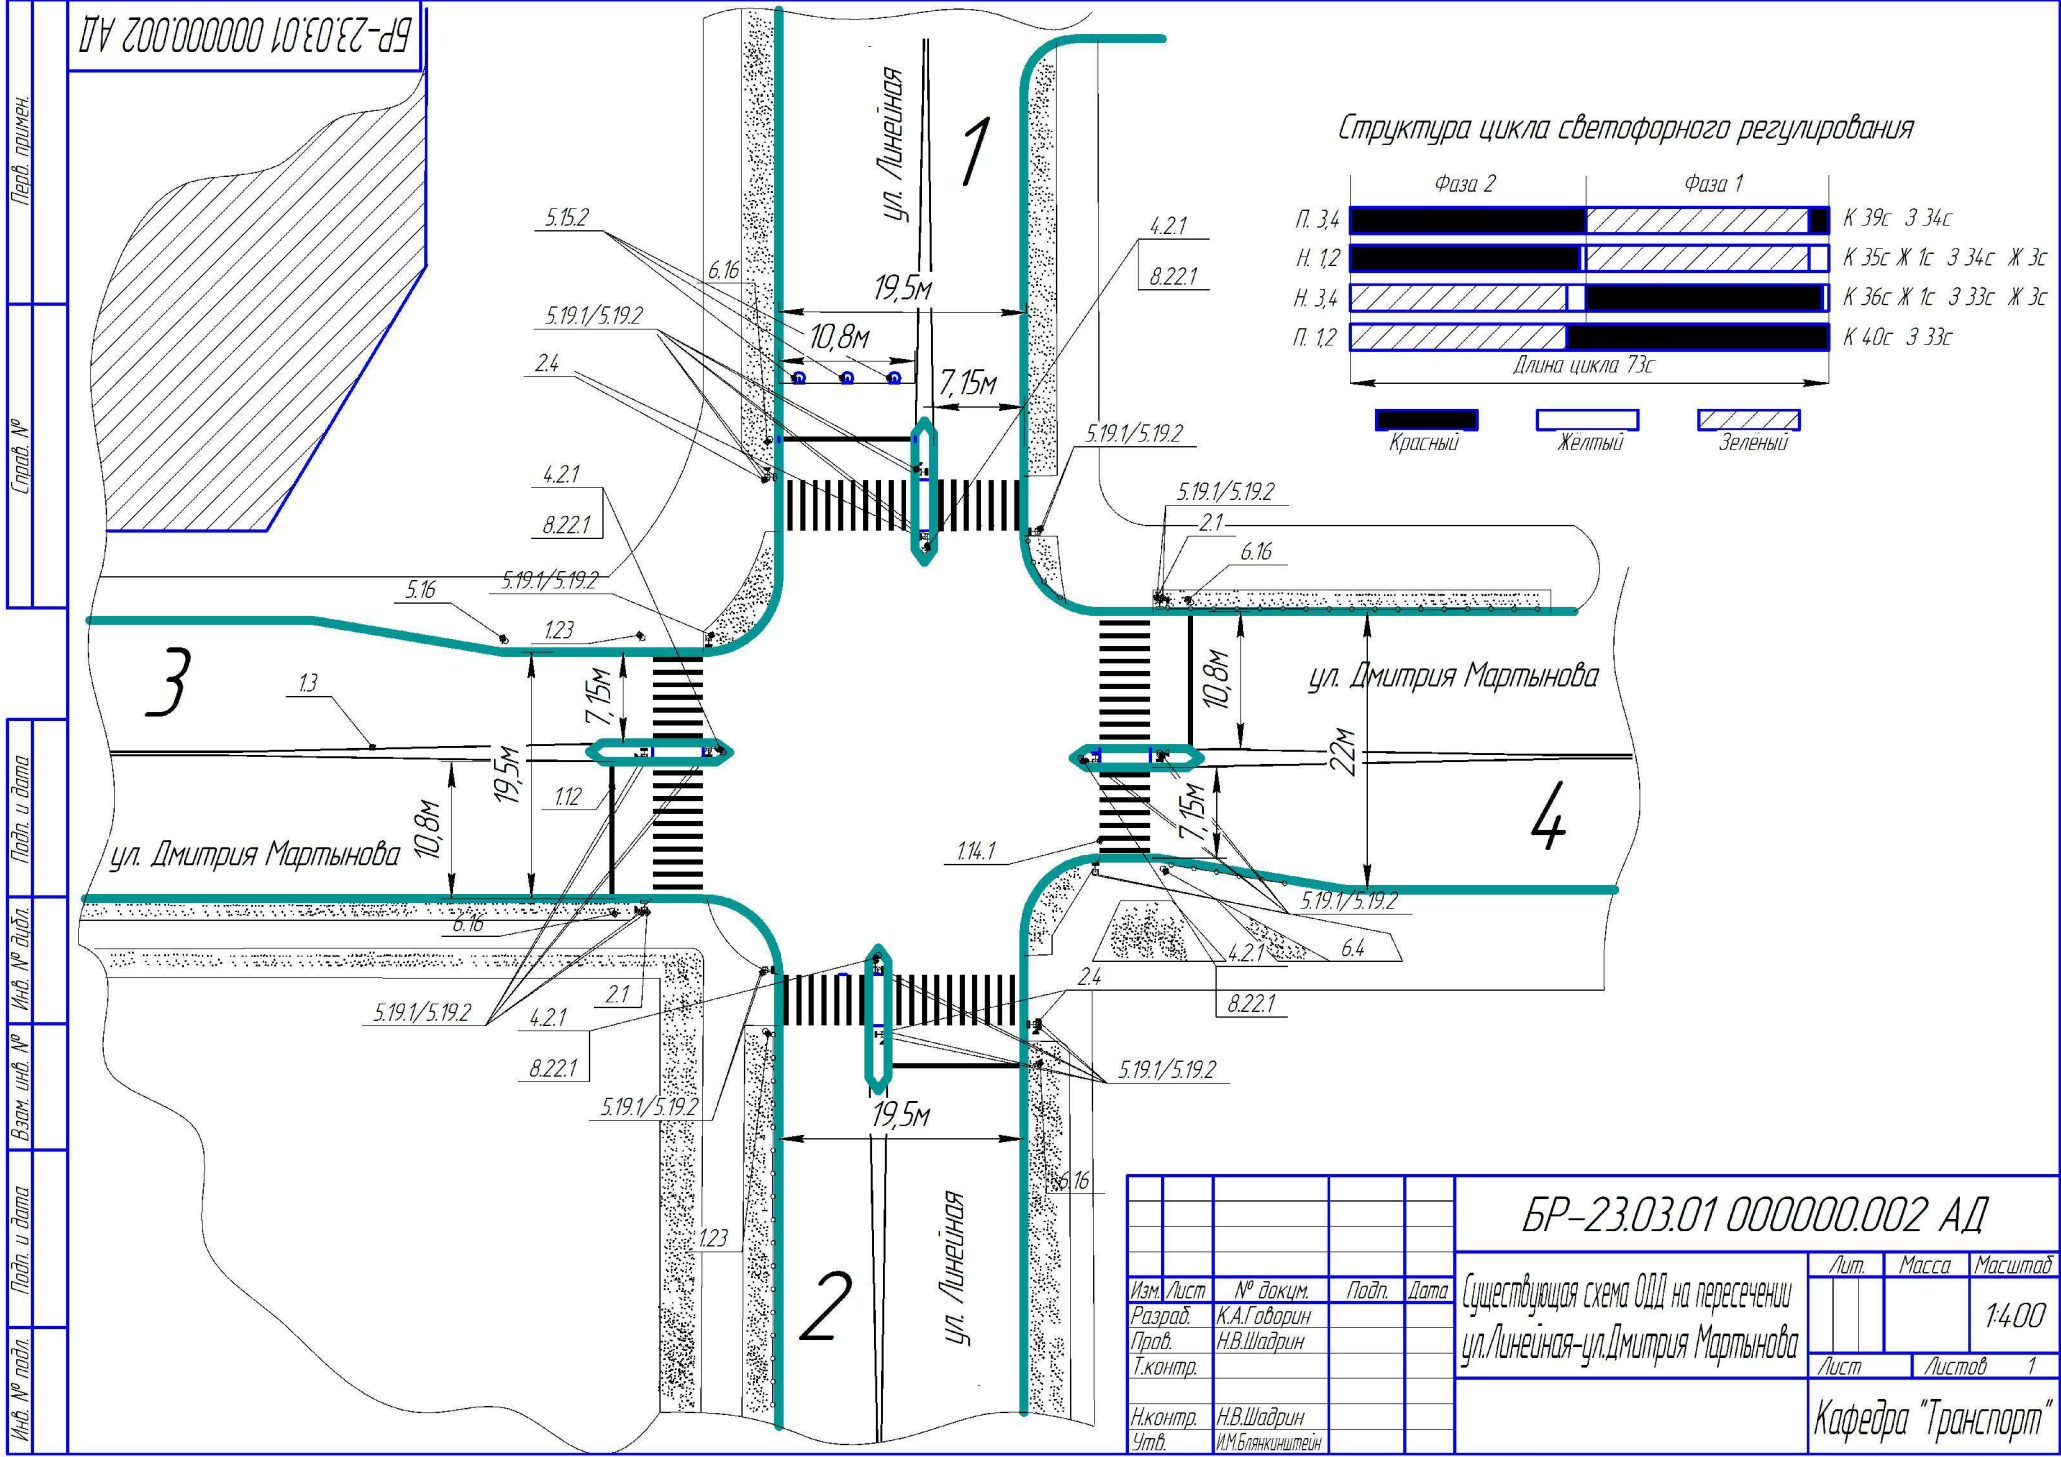 БР-23.03.01 000000.002 АД
Перв. примен.
Справ. №
Подп. и дата
Инв. № дубл.
Взам. инв. №
Подп. и дата
Инв. № подл.
ул. Линейная
1
5.15.2
6.16
4.2.1
8.22.1
19,5м
5.19.1/5.19.2
10,8м
2.4
7,15м
5.19.1/5.19.2
4.2.1
8.22.1
5.19.1/5.19.2
2.1
6.16
5.19.1/5.19.2
5.16
1.23
3
1.3
7,15м
19,5м
10,8м
1.12
ул. Дмитрия Мартынова
10,8м
ул. Дмитрия Мартынова
22м
4
7,15м
1.14.1
5.19.1/5.19.2
6.16
4.2.1
6.4
8.22.1
2.1
2.4
5.19.1/5.19.2
4.2.1
8.22.1
5.19.1/5.19.2
5.19.1/5.19.2
19,5м
6.16
1.23
2
ул. Линейная
Структура цикла светофорного регулирования
Фаза 2 Фаза 1
П. 3,4 К 39с З 34с
Н. 1,2 К 35с Ж 1с З 34с Ж 3с
Н. 3,4 К 36с Ж 1с З 33с Ж 3с
П. 1,2 К 40с З 33с
Длина цикла 73с
Красный Жёлтый Зелёный
БР-23.03.01 000000.002 АД
Существующая схема ОДД на пересечении
ул.Линейная-ул.Дмитрия Мартынова
Лит. Масса Масштаб
1:400
Лист Листов 1
Кафедра "Транспорт"
Изм. Лист № докум. Подп. Дата
Разраб. К.А.Говорин
Пров. Н.В.Шадрин
Т.контр.
Н.контр. Н.В.Шадрин
Утв. И.М.Блянкинштейн